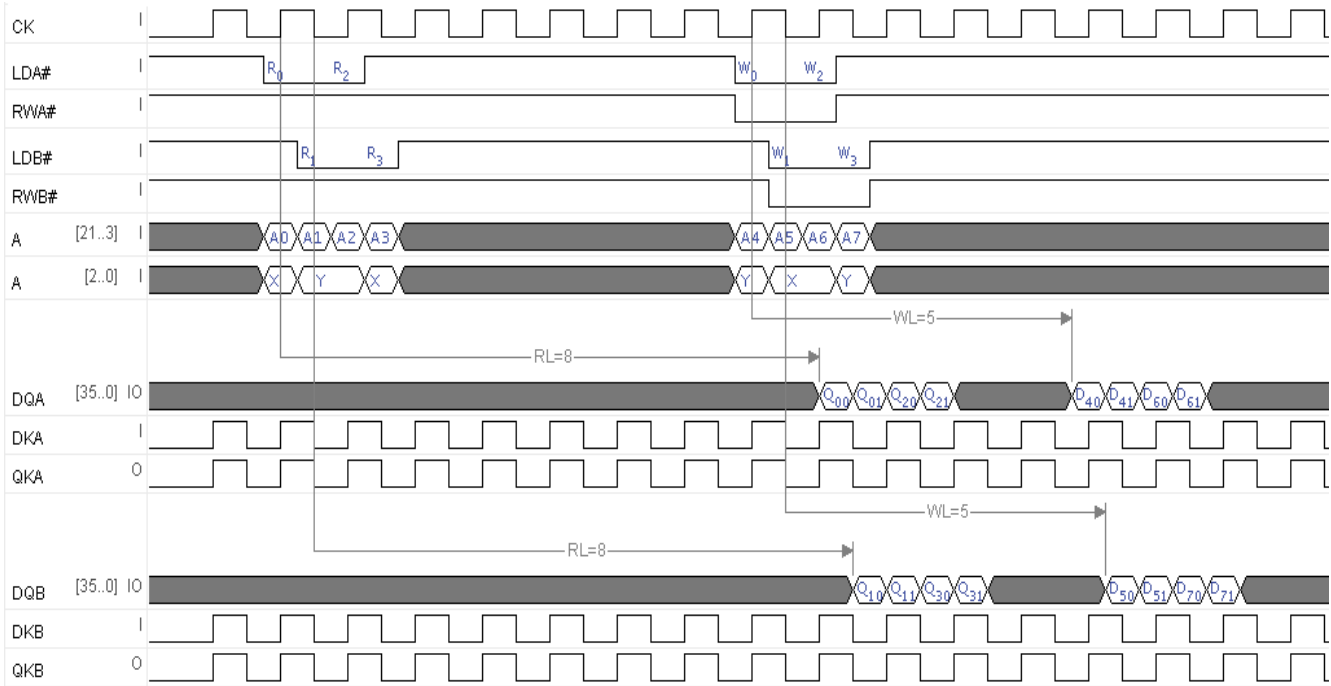 CK I
LDA# I R0 R2 W0 W2
RWA# I
LDB# I R1 R3 W1 W3
RWB# I
A [21..3] I A0 A1 A2 A3 A4 A5 A6 A7
A [2..0] I X Y X Y X Y
WL=5
RL=8
DQA [35..0] IO Q00 Q01 Q20 Q21 D40 D41 D60 D61
DKA I
QKA O
WL=5
RL=8
DQB [35..0] IO Q10 Q11 Q30 Q31 D50 D51 D70 D71
DKB I
QKB O